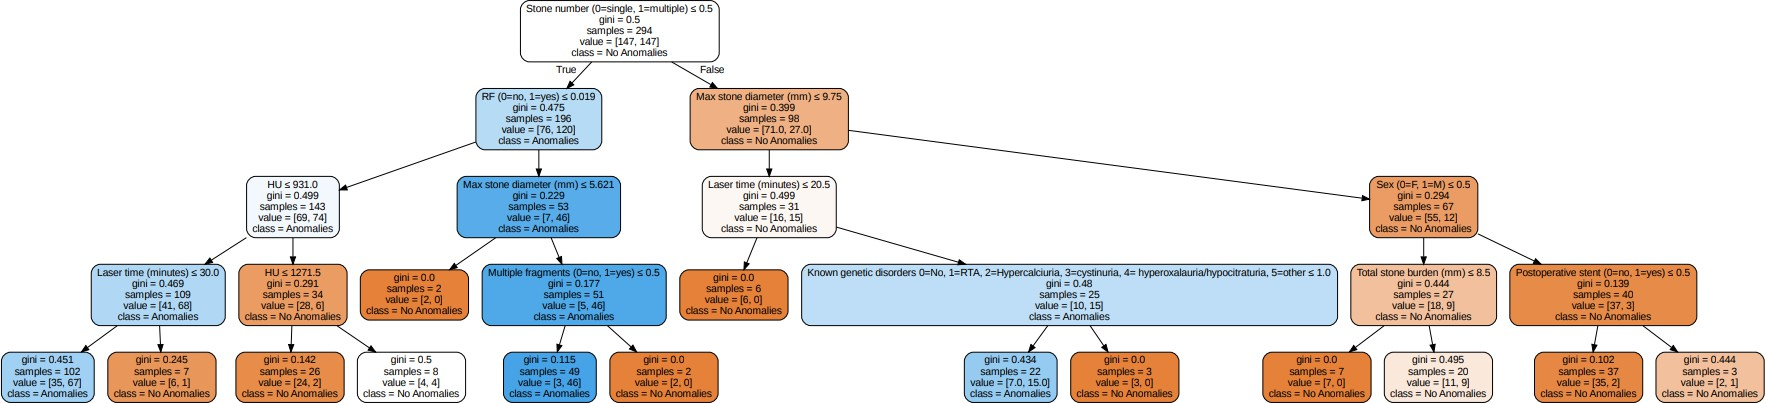 Stone number (0=single, 1=multiple) ≤ 0.5
gini = 0.5
samples = 294
value = [147, 147]
class = No Anomalies
True
False
RF (0=no, 1=yes) ≤ 0.019
gini = 0.475
samples = 196
value = [76, 120]
class = Anomalies
Max stone diameter (mm) ≤ 9.75
gini = 0.399
samples = 98
value = [71.0, 27.0]
class = No Anomalies
HU ≤ 931.0
gini = 0.499
samples = 143
value = [69, 74]
class = Anomalies
Max stone diameter (mm) ≤ 5.621
gini = 0.229
samples = 53
value = [7, 46]
class = Anomalies
Laser time (minutes) ≤ 20.5
gini = 0.499
samples = 31
value = [16, 15]
class = No Anomalies
Sex (0=F, 1=M) ≤ 0.5
gini = 0.294
samples = 67
value = [55, 12]
class = No Anomalies
Laser time (minutes) ≤ 30.0
gini = 0.469
samples = 109
value = [41, 68]
class = Anomalies
HU ≤ 1271.5
gini = 0.291
samples = 34
value = [28, 6]
class = No Anomalies
gini = 0.0
samples = 2
value = [2, 0]
class = No Anomalies
Multiple fragments (0=no, 1=yes) ≤ 0.5
gini = 0.177
samples = 51
value = [5, 46]
class = Anomalies
gini = 0.0
samples = 6
value = [6, 0]
class = No Anomalies
Known genetic disorders 0=No, 1=RTA, 2=Hypercalciuria, 3=cystinuria, 4= hyperoxalauria/hypocitraturia, 5=other ≤ 1.0
gini = 0.48
samples = 25
value = [10, 15]
class = Anomalies
Total stone burden (mm) ≤ 8.5
gini = 0.444
samples = 27
value = [18, 9]
class = No Anomalies
Postoperative stent (0=no, 1=yes) ≤ 0.5
gini = 0.139
samples = 40
value = [37, 3]
class = No Anomalies
gini = 0.451
samples = 102
value = [35, 67]
class = Anomalies
gini = 0.245
samples = 7
value = [6, 1]
class = No Anomalies
gini = 0.142
samples = 26
value = [24, 2]
class = No Anomalies
gini = 0.5
samples = 8
value = [4, 4]
class = No Anomalies
gini = 0.115
samples = 49
value = [3, 46]
class = Anomalies
gini = 0.0
samples = 2
value = [2, 0]
class = No Anomalies
gini = 0.434
samples = 22
value = [7.0, 15.0]
class = Anomalies
gini = 0.0
samples = 3
value = [3, 0]
class = No Anomalies
gini = 0.0
samples = 7
value = [7, 0]
class = No Anomalies
gini = 0.495
samples = 20
value = [11, 9]
class = No Anomalies
gini = 0.102
samples = 37
value = [35, 2]
class = No Anomalies
gini = 0.444
samples = 3
value = [2, 1]
class = No Anomalies